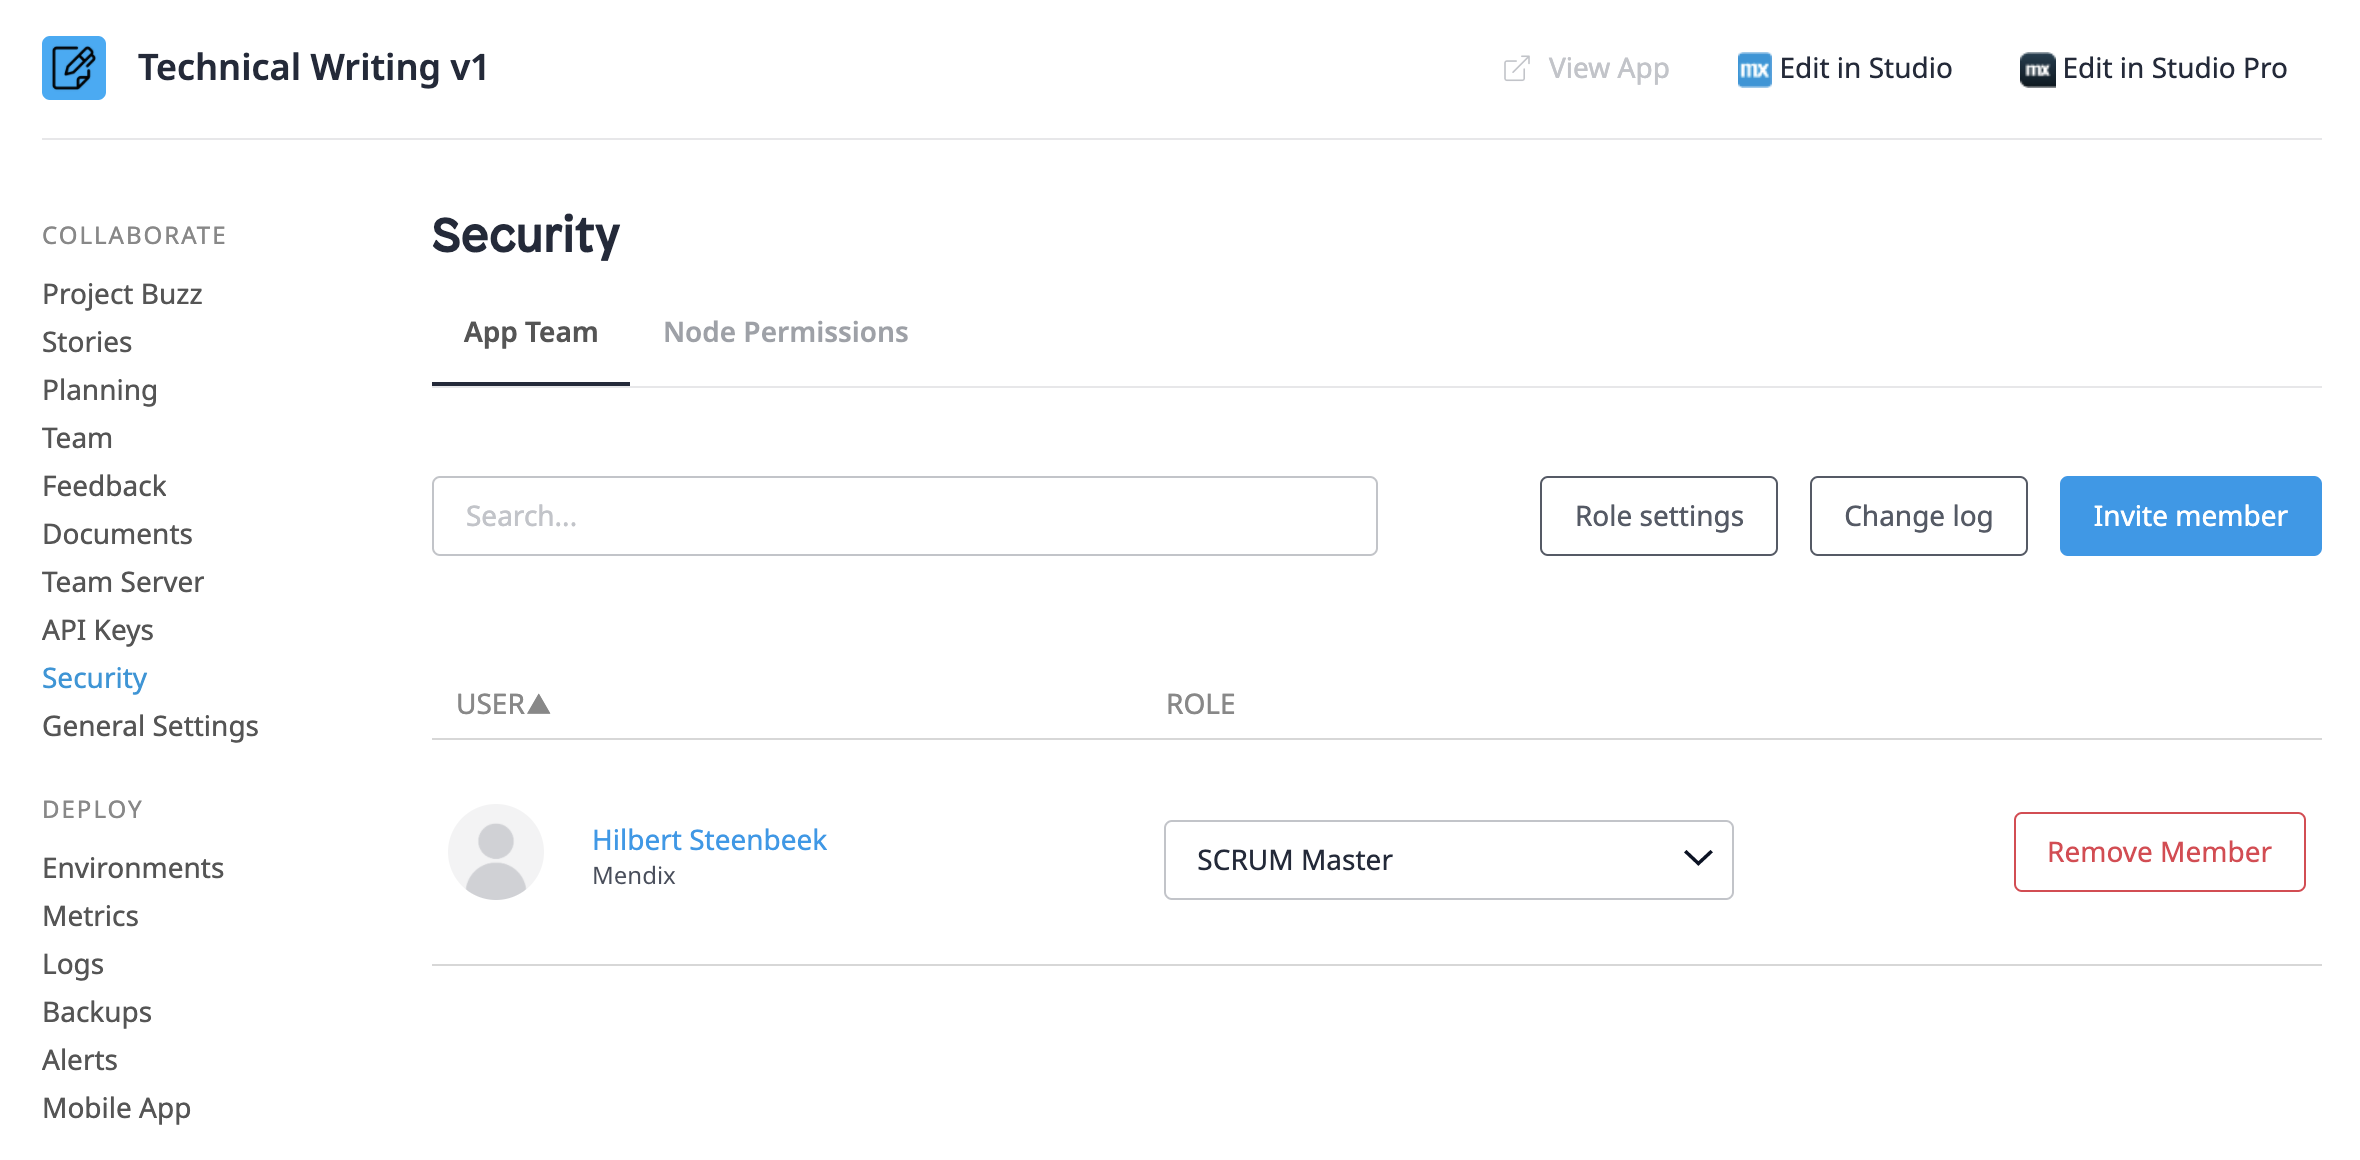 Technical Writing v1
View App
mx Edit in Studio
mx Edit in Studio Pro
COLLABORATE
Project Buzz
Stories
Planning
Team
Feedback
Documents
Team Server
API Keys
Security
General Settings
DEPLOY
Environments
Metrics
Logs
Backups
Alerts
Mobile App
Security
App Team
Node Permissions
Search...
Role settings
Change log
Invite member
USER▲
ROLE
Hilbert Steenbeek
Mendix
SCRUM Master
Remove Member